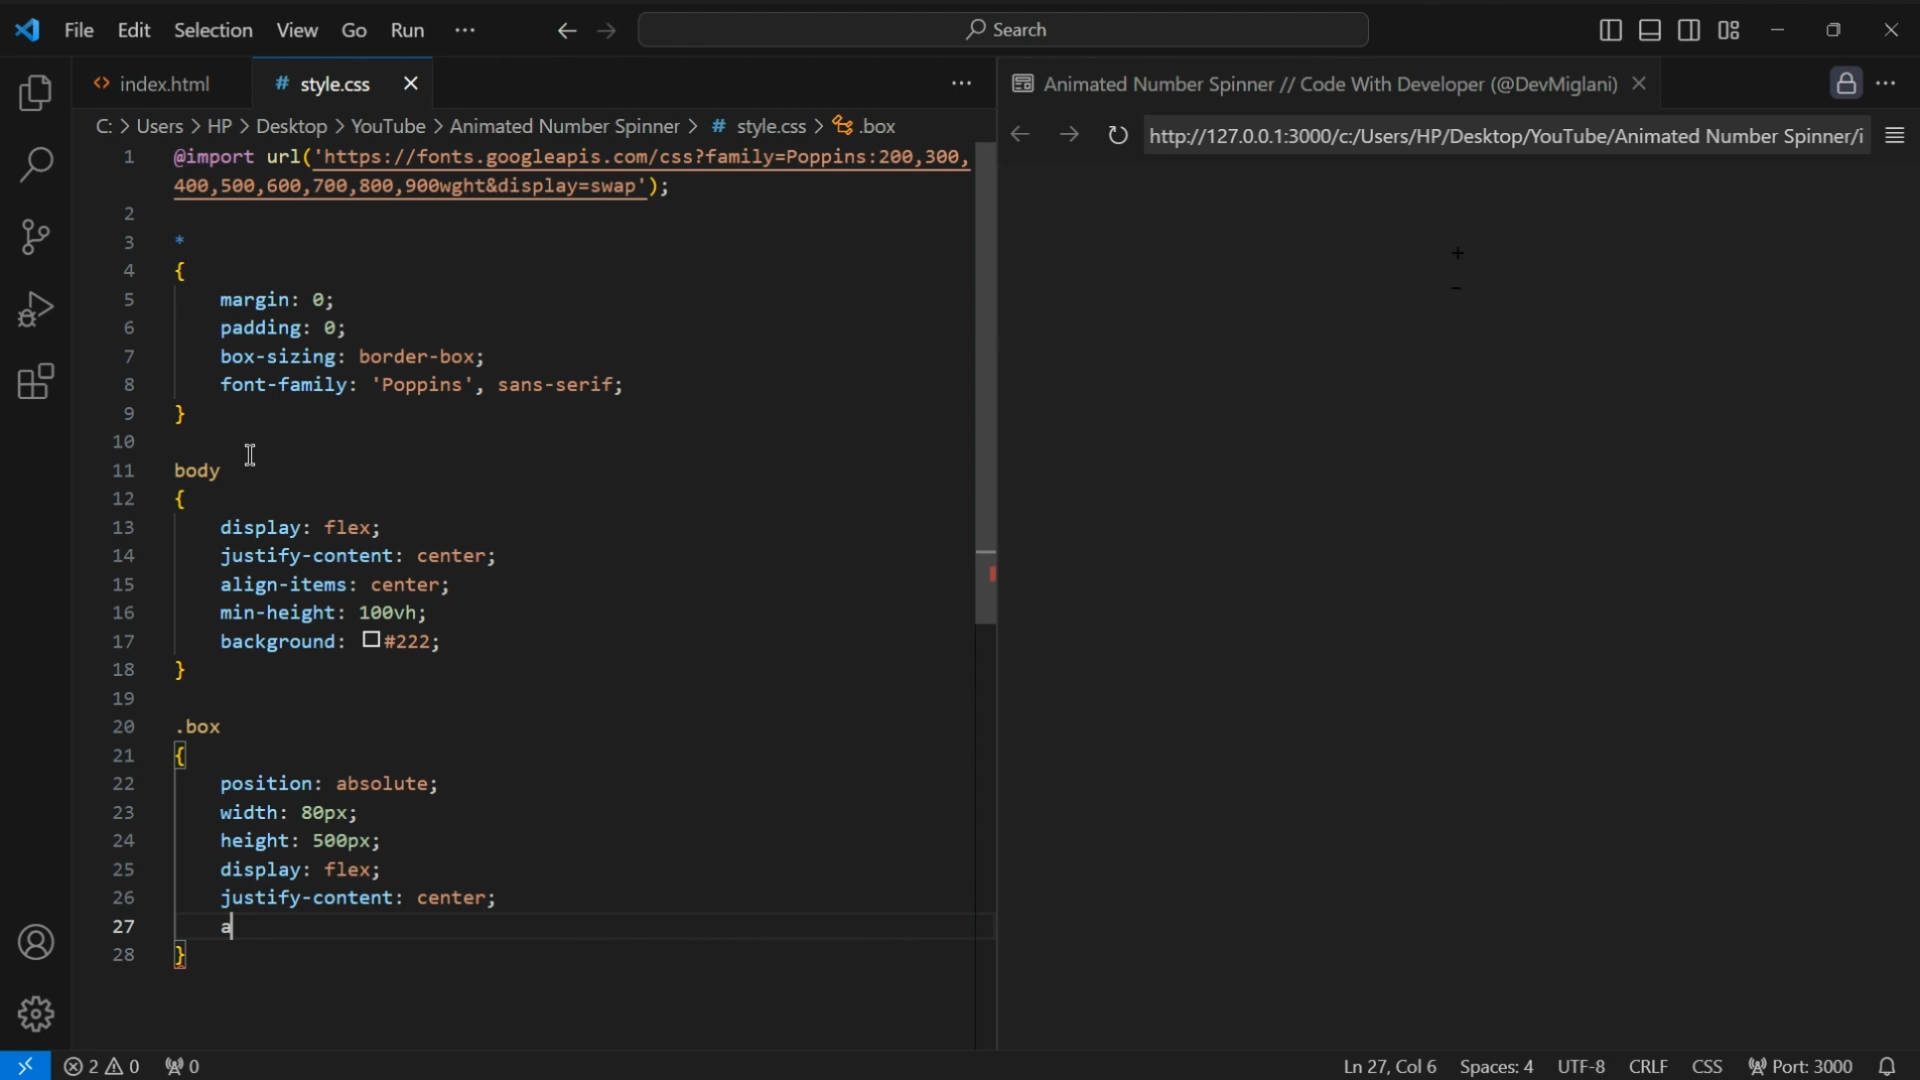 File Edit Selection View Go Run ··· Search
index.html # style.css
Animated Number Spinner // Code With Developer (@DevMiglani)
C: > Users > HP > Desktop > YouTube > Animated Number Spinner > # style.css > .box
http://127.0.0.1:3000/c:/Users/HP/Desktop/YouTube/Animated Number Spinner/i
1 @import url('https://fonts.googleapis.com/css?family=Poppins:200,300,
400,500,600,700,800,900wght&display=swap');
2
3 *
4 {
5 margin: 0;
6 padding: 0;
7 box-sizing: border-box;
8 font-family: 'Poppins', sans-serif;
9 }
10
11 body
12 {
13 display: flex;
14 justify-content: center;
15 align-items: center;
16 min-height: 100vh;
17 background: #222;
18 }
19
20 .box
21 {
22 position: absolute;
23 width: 80px;
24 height: 500px;
25 display: flex;
26 justify-content: center;
27 a
28 }
+
-
2 0 0
Ln 27, Col 6 Spaces: 4 UTF-8 CRLF CSS Port: 3000